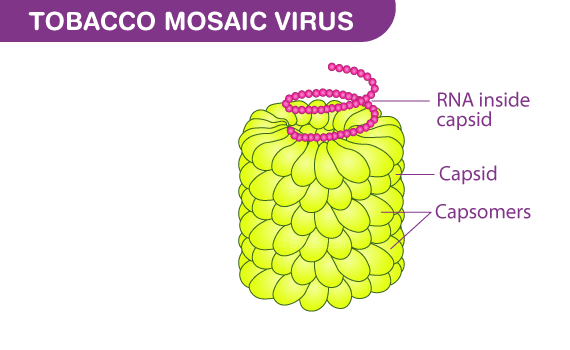 TOBACCO MOSAIC VIRUS
RNA inside
capsid
Capsid
Capsomers